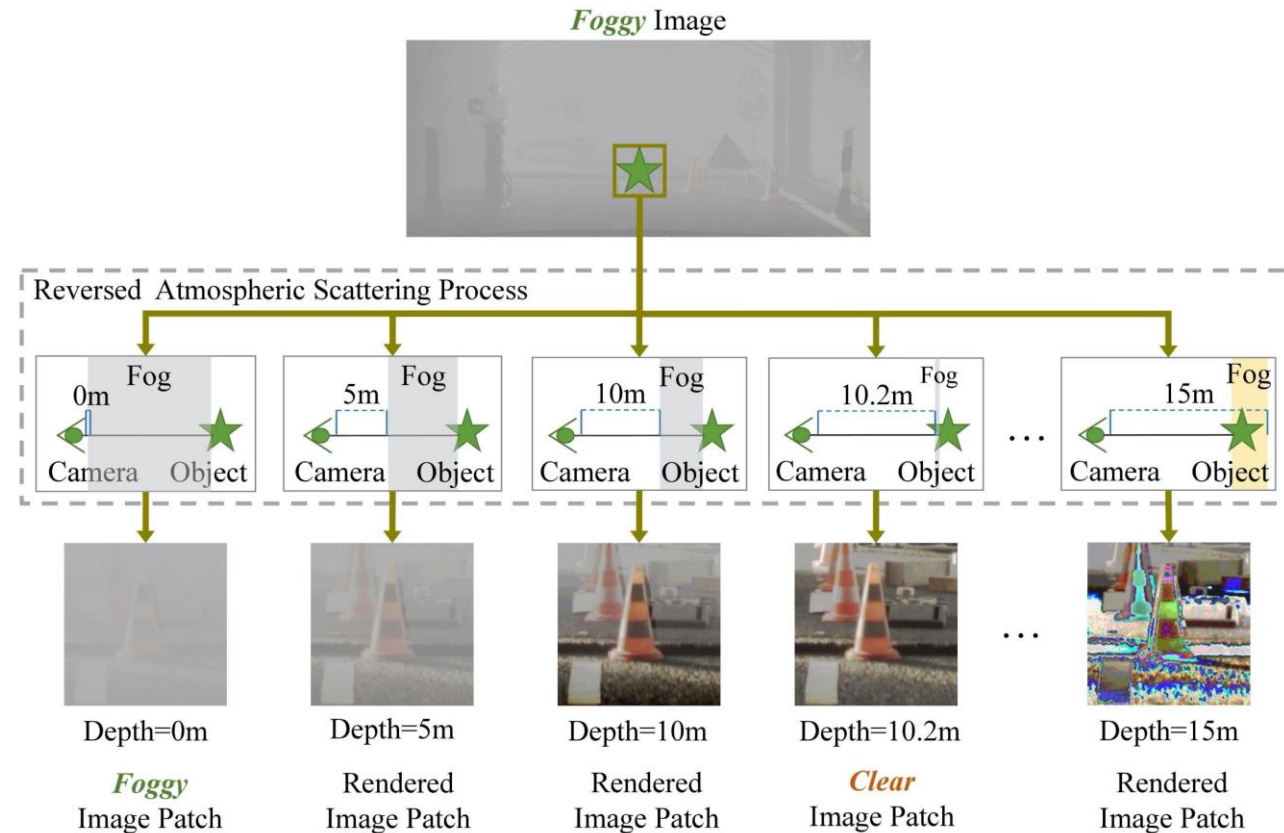 Foggy Image
Reversed Atmospheric Scattering Process
Fog
0m
Camera Object
Fog
5m
Camera Object
Fog
10m
Camera Object
Fog
10.2m
Camera Object
...
Fog
15m
Camera Object
Depth=0m
Foggy
Image Patch
Depth=5m
Rendered
Image Patch
Depth=10m
Rendered
Image Patch
Depth=10.2m
Clear
Image Patch
...
Depth=15m
Rendered
Image Patch